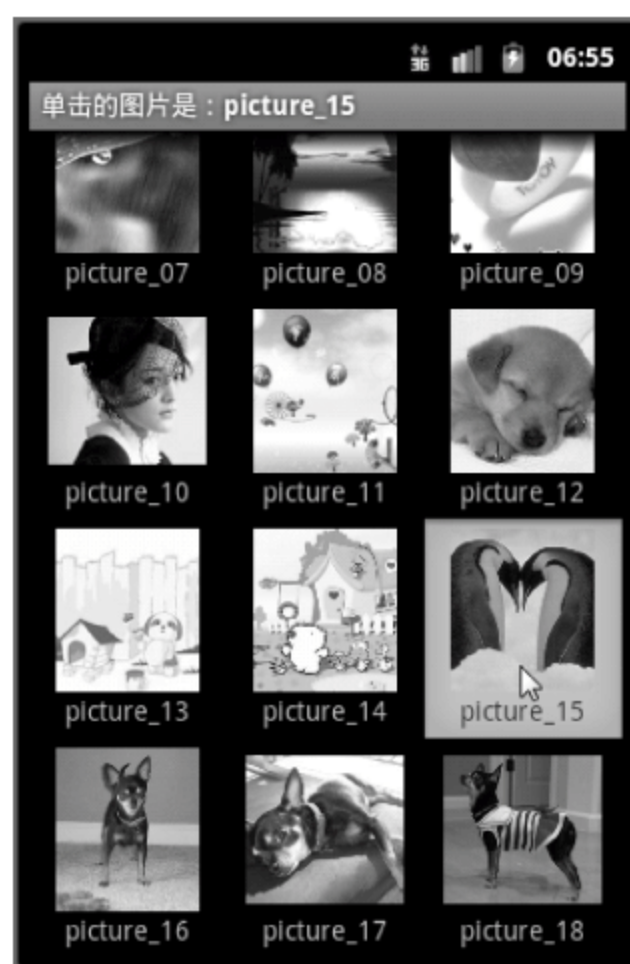 3G 06:55
单击的图片是：picture_15
picture_07 picture_08 picture_09
picture_10 picture_11 picture_12
picture_13 picture_14 picture_15
picture_16 picture_17 picture_18